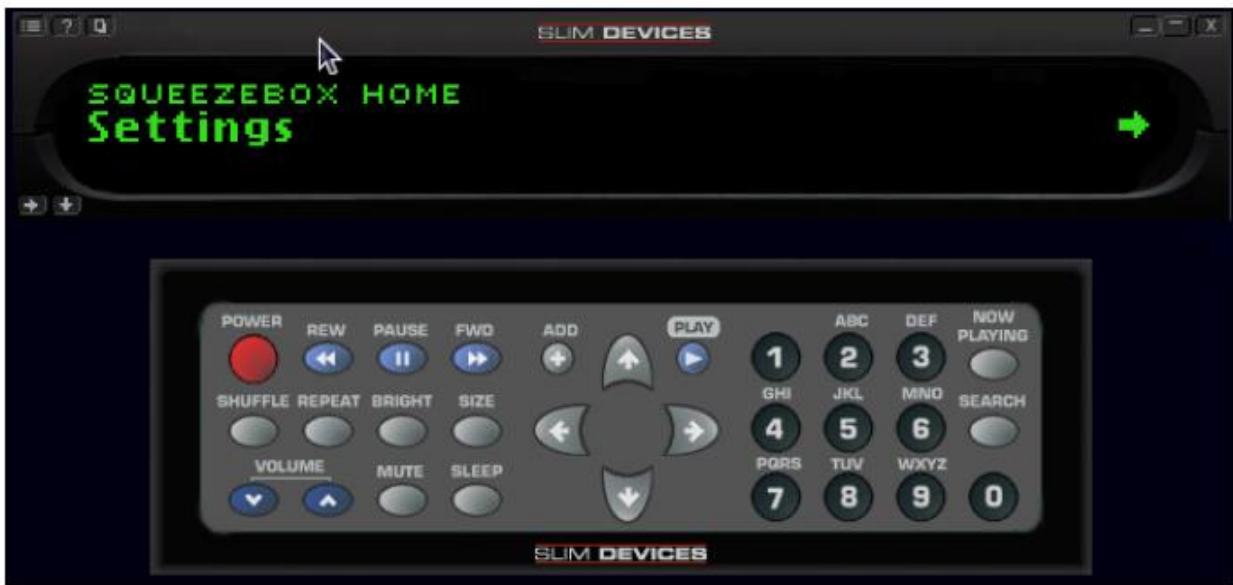 ?
SLIM DEVICES
X
SQUEEZEBOX HOME
Settings
POWER REW PAUSE FWD ADD PLAY ABC DEF NOW PLAYING
1 2 3
SHUFFLE REPEAT BRIGHT SIZE GHI JKL MNO SEARCH
4 5 6
VOLUME MUTE SLEEP PQRS TUV WXYZ
7 8 9 0
SLIM DEVICES